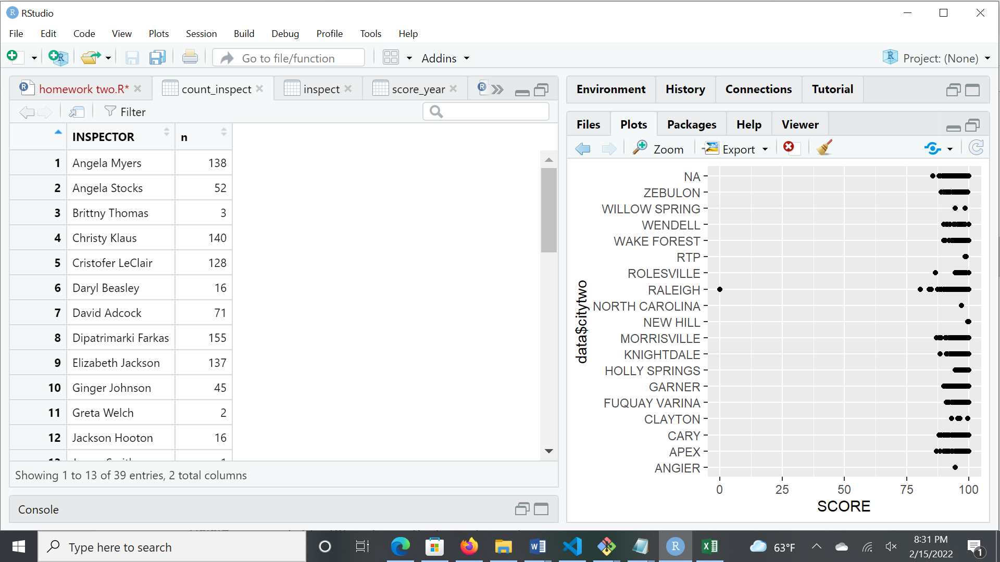 RStudio
File Edit Code View Plots Session Build Debug Profile Tools Help
Go to file/function Addins Project: (None)
homework two.R* count_inspect inspect score_year
Filter
INSPECTOR n
1 Angela Myers 138
2 Angela Stocks 52
3 Brittny Thomas 3
4 Christy Klaus 140
5 Cristofer LeClair 128
6 Daryl Beasley 16
7 David Adcock 71
8 Dipatrimarki Farkas 155
9 Elizabeth Jackson 137
10 Ginger Johnson 45
11 Greta Welch 2
12 Jackson Hooton 16
Showing 1 to 13 of 39 entries, 2 total columns
Console
Environment History Connections Tutorial
Files Plots Packages Help Viewer
Zoom Export
data$citytwo
NA
ZEBULON
WILLOW SPRING
WENDELL
WAKE FOREST
RTP
ROLESVILLE
RALEIGH
NORTH CAROLINA
NEW HILL
MORRISVILLE
KNIGHTDALE
HOLLY SPRINGS
GARNER
FUQUAY VARINA
CLAYTON
CARY
APEX
ANGIER
0 25 50 75 100
SCORE
Type here to search
63°F
8:31 PM
2/15/2022
1